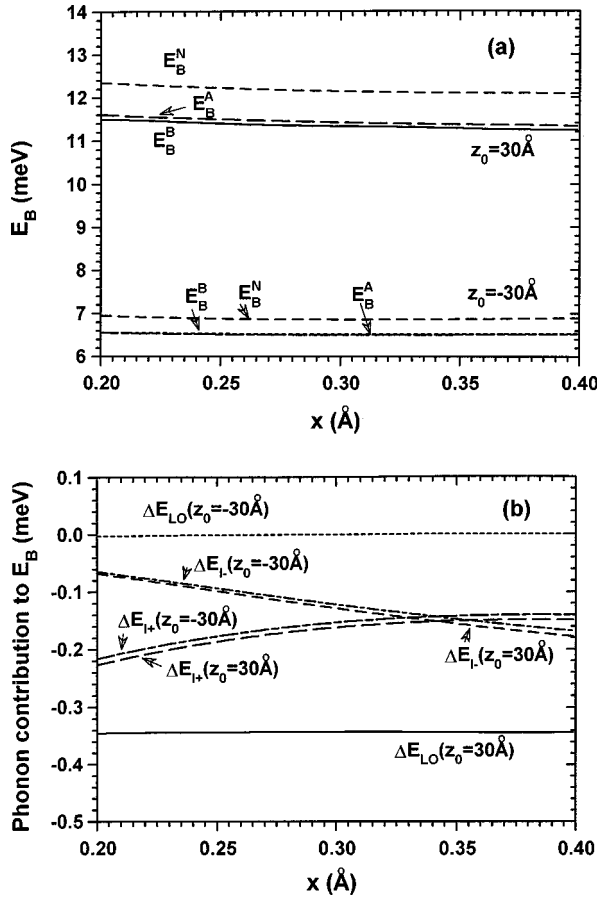 14
13
12
11
10
9
8
7
6
E_B (meV)
(a)
E_B^N
E_B^A
E_B^B
z_0=30Å
E_B^B
E_B^N
E_B^A
z_0=-30Å
0.20 0.25 0.30 0.35 0.40
x (Å)
0.1
0.0
-0.1
-0.2
-0.3
-0.4
-0.5
Phonon contribution to E_B (meV)
(b)
ΔE_LO(z_0=-30Å)
ΔE_I-(z_0=-30Å)
ΔE_I+(z_0=-30Å)
ΔE_I+(z_0=30Å)
ΔE_I-(z_0=30Å)
ΔE_LO(z_0=30Å)
0.20 0.25 0.30 0.35 0.40
x (Å)